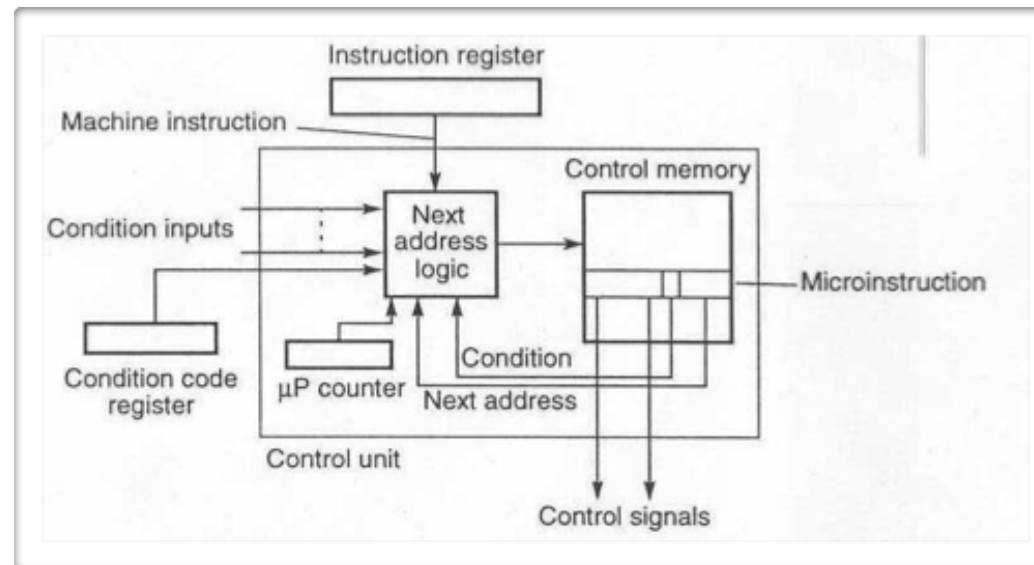 Instruction register
Machine instruction
Control memory
Condition inputs
Next
address
logic
Microinstruction
Condition
Condition code
register
μP counter
Next address
Control unit
Control signals